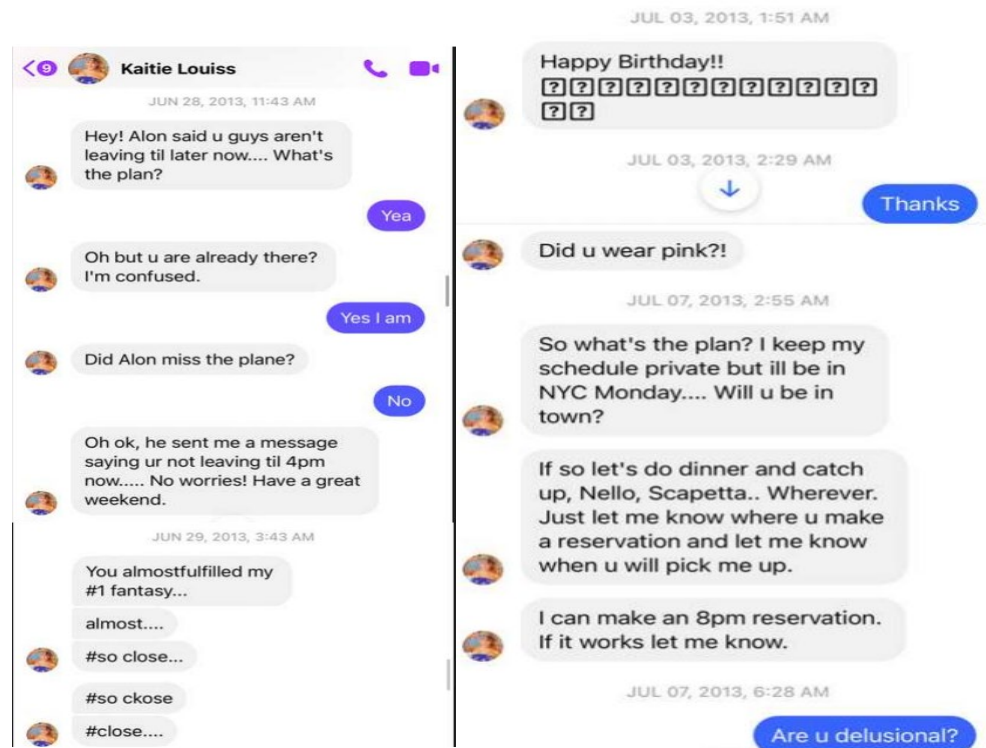 9
Kaitie Louiss
JUN 28, 2013, 11:43 AM
Hey! Alon said u guys aren't
leaving til later now.... What's
the plan?
Yea
Oh but u are already there?
I'm confused.
Yes I am
Did Alon miss the plane?
No
Oh ok, he sent me a message
saying ur not leaving til 4pm
now..... No worries! Have a great
weekend.
JUN 29, 2013, 3:43 AM
You almostfulfilled my
#1 fantasy...
almost....
#so close...
#so ckose
#close....
JUL 03, 2013, 1:51 AM
Happy Birthday!!
JUL 03, 2013, 2:29 AM
Thanks
Did u wear pink?!
JUL 07, 2013, 2:55 AM
So what's the plan? I keep my
schedule private but ill be in
NYC Monday.... Will u be in
town?
If so let's do dinner and catch
up, Nello, Scapetta.. Wherever.
Just let me know where u make
a reservation and let me know
when u will pick me up.
I can make an 8pm reservation.
If it works let me know.
JUL 07, 2013, 6:28 AM
Are u delusional?